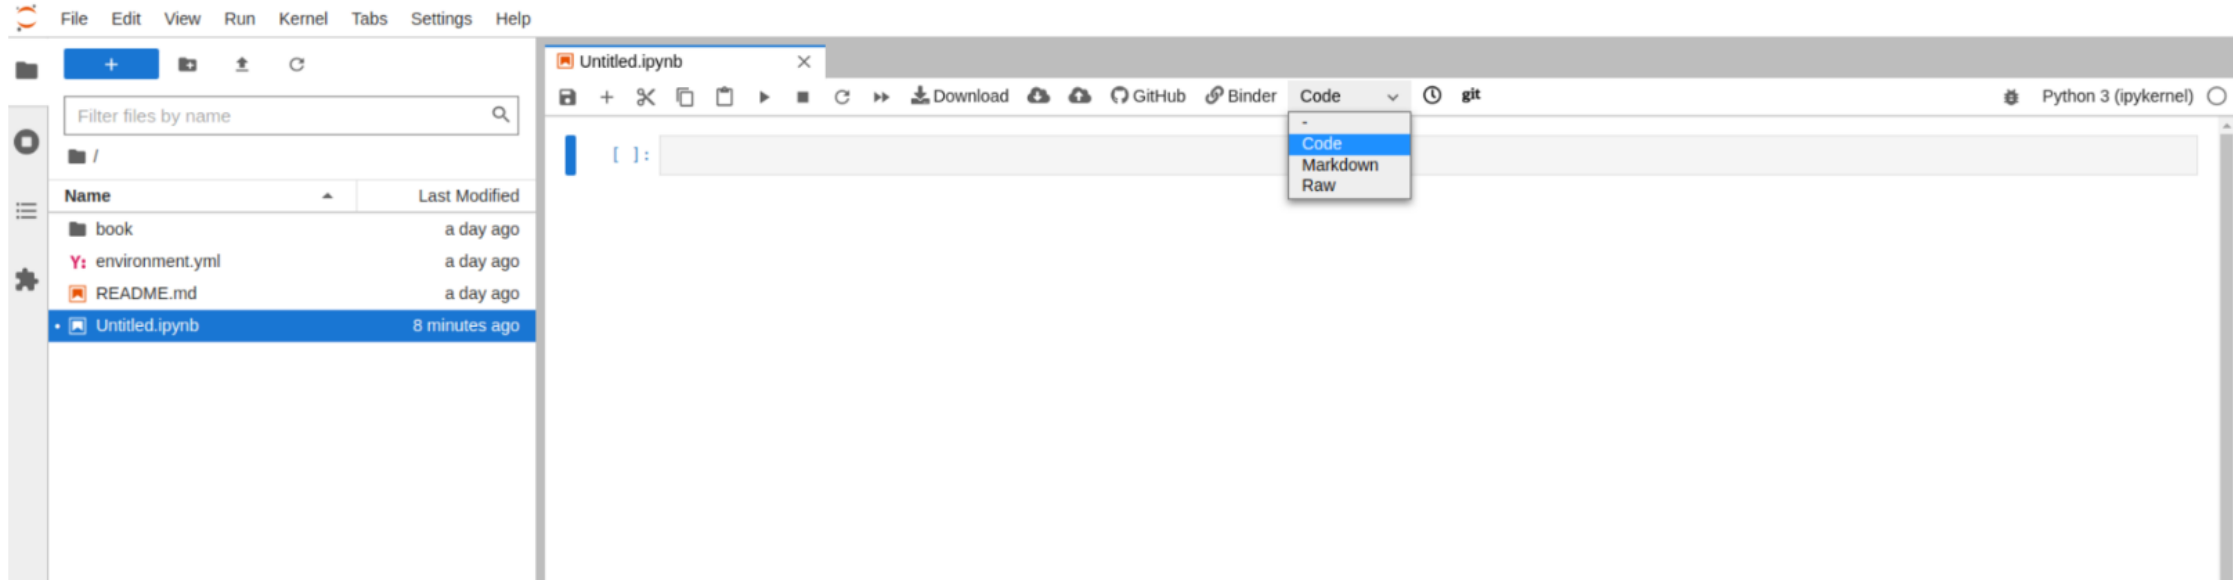 File Edit View Run Kernel Tabs Settings Help
+
Filter files by name
/
Name Last Modified
book a day ago
Y: environment.yml a day ago
README.md a day ago
Untitled.ipynb 8 minutes ago
Untitled.ipynb
Download GitHub Binder Code git Python 3 (ipykernel)
-
Code
Markdown
Raw
[ ]: